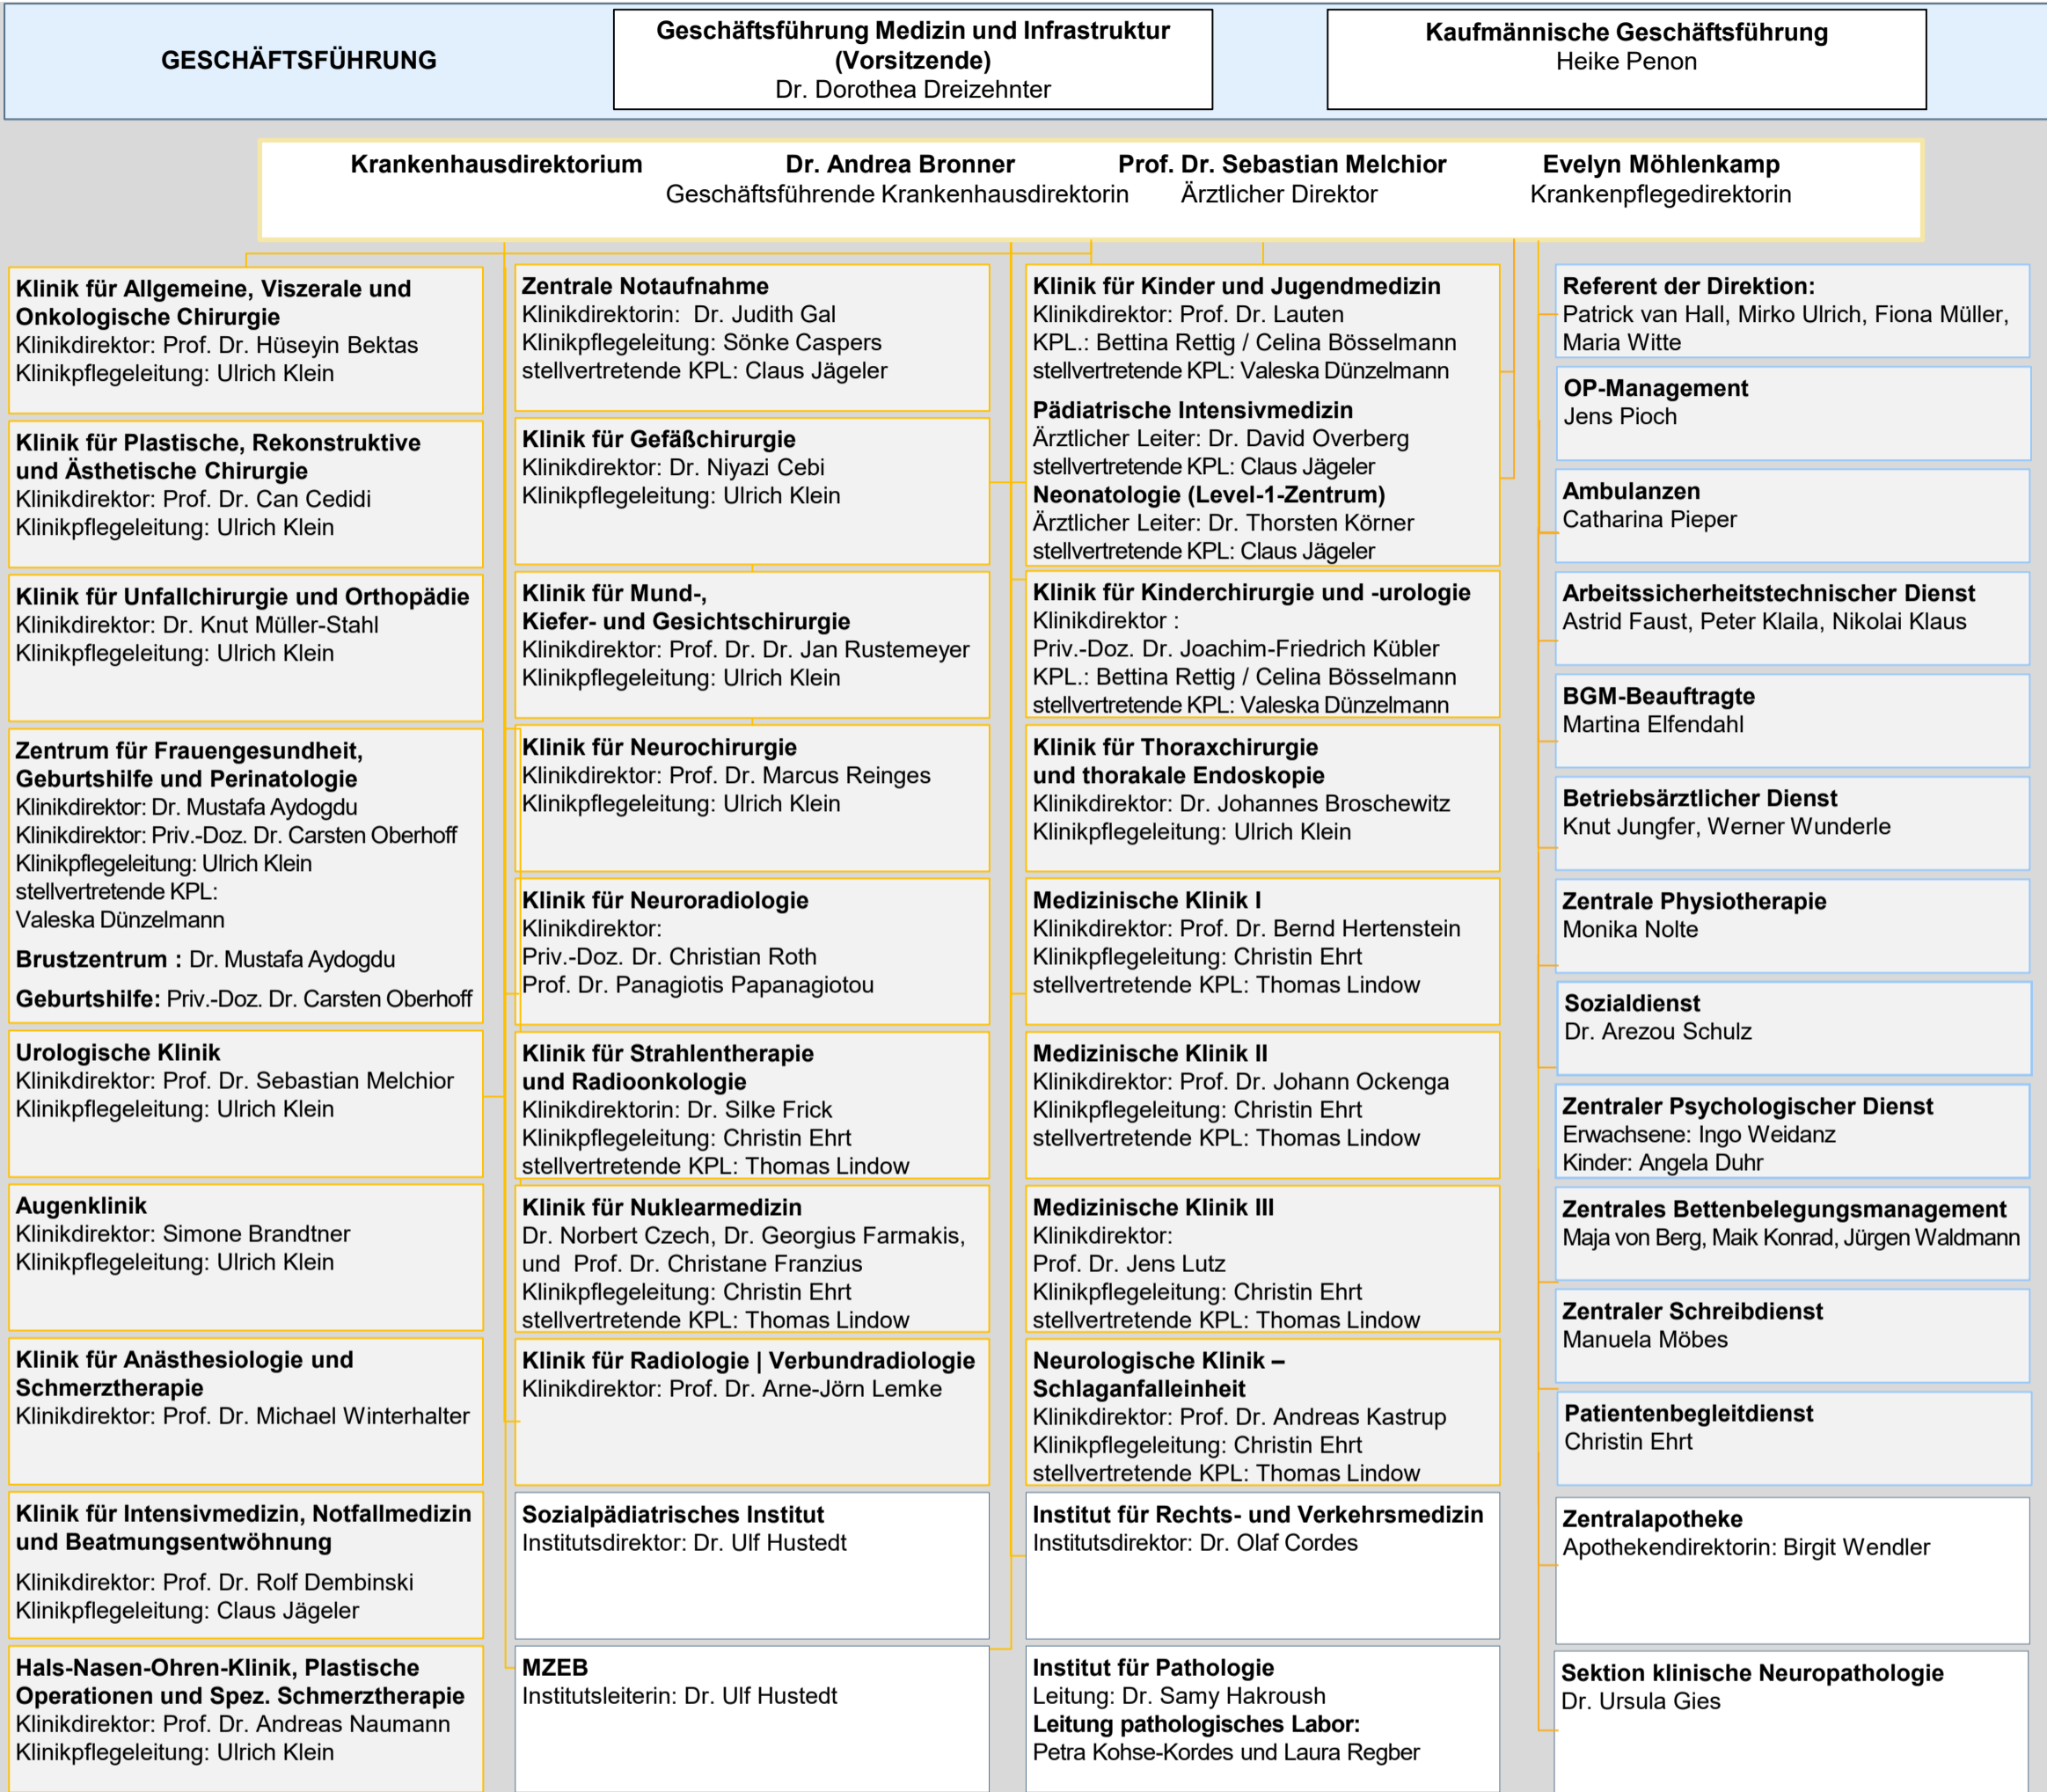 GESCHÄFTSFÜHRUNG
Geschäftsführung Medizin und Infrastruktur
(Vorsitzende)
Dr. Dorothea Dreizehnter
Kaufmännische Geschäftsführung
Heike Penon
Krankenhausdirektorium
Dr. Andrea Bronner
Geschäftsführende Krankenhausdirektorin
Prof. Dr. Sebastian Melchior
Ärztlicher Direktor
Evelyn Möhlenkamp
Krankenpflegedirektorin
Klinik für Allgemeine, Viszerale und
Onkologische Chirurgie
Klinikdirektor: Prof. Dr. Hüseyin Bektas
Klinikpflegeleitung: Ulrich Klein
Klinik für Plastische, Rekonstruktive
und Ästhetische Chirurgie
Klinikdirektor: Prof. Dr. Can Cedidi
Klinikpflegeleitung: Ulrich Klein
Klinik für Unfallchirurgie und Orthopädie
Klinikdirektor: Dr. Knut Müller-Stahl
Klinikpflegeleitung: Ulrich Klein
Zentrum für Frauengesundheit,
Geburtshilfe und Perinatologie
Klinikdirektor: Dr. Mustafa Aydogdu
Klinikdirektor: Priv.-Doz. Dr. Carsten Oberhoff
Klinikpflegeleitung: Ulrich Klein
stellvertretende KPL:
Valeska Dünzelmann
Brustzentrum : Dr. Mustafa Aydogdu
Geburtshilfe: Priv.-Doz. Dr. Carsten Oberhoff
Urologische Klinik
Klinikdirektor: Prof. Dr. Sebastian Melchior
Klinikpflegeleitung: Ulrich Klein
Augenklinik
Klinikdirektor: Simone Brandtner
Klinikpflegeleitung: Ulrich Klein
Klinik für Anästhesiologie und
Schmerztherapie
Klinikdirektor: Prof. Dr. Michael Winterhalter
Klinik für Intensivmedizin, Notfallmedizin
und Beatmungsentwöhnung
Klinikdirektor: Prof. Dr. Rolf Dembinski
Klinikpflegeleitung: Claus Jägeler
Hals-Nasen-Ohren-Klinik, Plastische
Operationen und Spez. Schmerztherapie
Klinikdirektor: Prof. Dr. Andreas Naumann
Klinikpflegeleitung: Ulrich Klein
Zentrale Notaufnahme
Klinikdirektorin: Dr. Judith Gal
Klinikpflegeleitung: Sönke Caspers
stellvertretende KPL: Claus Jägeler
Klinik für Gefäßchirurgie
Klinikdirektor: Dr. Niyazi Cebi
Klinikpflegeleitung: Ulrich Klein
Klinik für Mund-,
Kiefer- und Gesichtschirurgie
Klinikdirektor: Prof. Dr. Dr. Jan Rustemeyer
Klinikpflegeleitung: Ulrich Klein
Klinik für Neurochirurgie
Klinikdirektor: Prof. Dr. Marcus Reinges
Klinikpflegeleitung: Ulrich Klein
Klinik für Neuroradiologie
Klinikdirektor:
Priv.-Doz. Dr. Christian Roth
Prof. Dr. Panagiotis Papanagiotou
Klinik für Strahlentherapie
und Radioonkologie
Klinikdirektorin: Dr. Silke Frick
Klinikpflegeleitung: Christin Ehrt
stellvertretende KPL: Thomas Lindow
Klinik für Nuklearmedizin
Dr. Norbert Czech, Dr. Georgius Farmakis,
und Prof. Dr. Christane Franzius
Klinikpflegeleitung: Christin Ehrt
stellvertretende KPL: Thomas Lindow
Klinik für Radiologie | Verbundradiologie
Klinikdirektor: Prof. Dr. Arne-Jörn Lemke
Sozialpädiatrisches Institut
Institutsdirektor: Dr. Ulf Hustedt
MZEB
Institutsleiterin: Dr. Ulf Hustedt
Klinik für Kinder und Jugendmedizin
Klinikdirektor: Prof. Dr. Lauten
KPL.: Bettina Rettig / Celina Bösselmann
stellvertretende KPL: Valeska Dünzelmann
Pädiatrische Intensivmedizin
Ärztlicher Leiter: Dr. David Overberg
stellvertretende KPL: Claus Jägeler
Neonatologie (Level-1-Zentrum)
Ärztlicher Leiter: Dr. Thorsten Körner
stellvertretende KPL: Claus Jägeler
Klinik für Kinderchirurgie und -urologie
Klinikdirektor :
Priv.-Doz. Dr. Joachim-Friedrich Kübler
KPL.: Bettina Rettig / Celina Bösselmann
stellvertretende KPL: Valeska Dünzelmann
Klinik für Thoraxchirurgie
und thorakale Endoskopie
Klinikdirektor: Dr. Johannes Broschewitz
Klinikpflegeleitung: Ulrich Klein
Medizinische Klinik I
Klinikdirektor: Prof. Dr. Bernd Hertenstein
Klinikpflegeleitung: Christin Ehrt
stellvertretende KPL: Thomas Lindow
Medizinische Klinik II
Klinikdirektor: Prof. Dr. Johann Ockenga
Klinikpflegeleitung: Christin Ehrt
stellvertretende KPL: Thomas Lindow
Medizinische Klinik III
Klinikdirektor:
Prof. Dr. Jens Lutz
Klinikpflegeleitung: Christin Ehrt
stellvertretende KPL: Thomas Lindow
Neurologische Klinik –
Schlaganfalleinheit
Klinikdirektor: Prof. Dr. Andreas Kastrup
Klinikpflegeleitung: Christin Ehrt
stellvertretende KPL: Thomas Lindow
Institut für Rechts- und Verkehrsmedizin
Institutsdirektor: Dr. Olaf Cordes
Institut für Pathologie
Leitung: Dr. Samy Hakroush
Leitung pathologisches Labor:
Petra Kohse-Kordes und Laura Regber
Referent der Direktion:
Patrick van Hall, Mirko Ulrich, Fiona Müller,
Maria Witte
OP-Management
Jens Pioch
Ambulanzen
Catharina Pieper
Arbeitssicherheitstechnischer Dienst
Astrid Faust, Peter Klaila, Nikolai Klaus
BGM-Beauftragte
Martina Elfendahl
Betriebsärztlicher Dienst
Knut Jungfer, Werner Wunderle
Zentrale Physiotherapie
Monika Nolte
Sozialdienst
Dr. Arezou Schulz
Zentraler Psychologischer Dienst
Erwachsene: Ingo Weidanz
Kinder: Angela Duhr
Zentrales Bettenbelegungsmanagement
Maja von Berg, Maik Konrad, Jürgen Waldmann
Zentraler Schreibdienst
Manuela Möbes
Patientenbegleitdienst
Christin Ehrt
Zentralapotheke
Apothekendirektorin: Birgit Wendler
Sektion klinische Neuropathologie
Dr. Ursula Gies